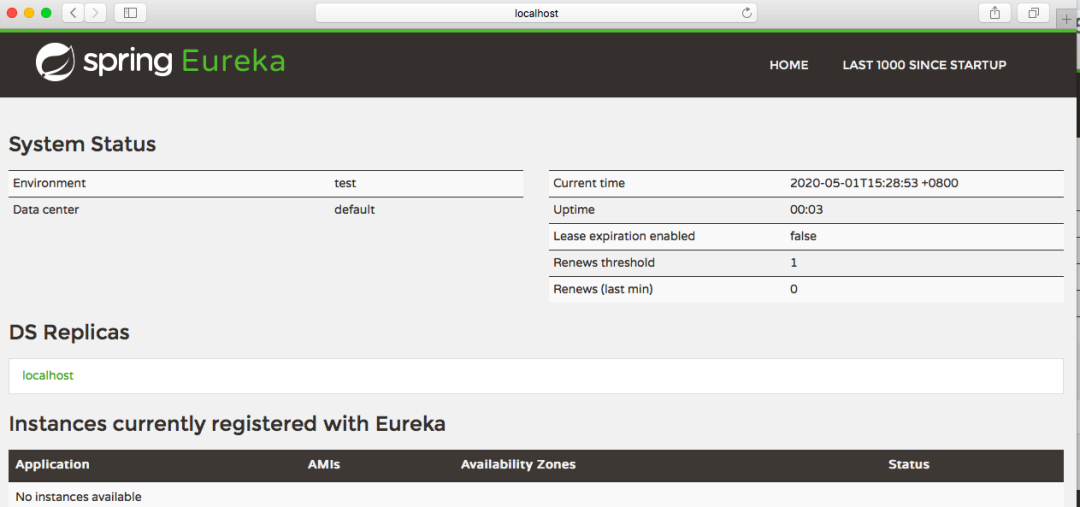 localhost
spring Eureka
HOME LAST 1000 SINCE STARTUP
System Status
Environment test
Data center default
Current time 2020-05-01T15:28:53 +0800
Uptime 00:03
Lease expiration enabled false
Renews threshold 1
Renews (last min) 0
DS Replicas
localhost
Instances currently registered with Eureka
Application AMIs Availability Zones Status
No instances available